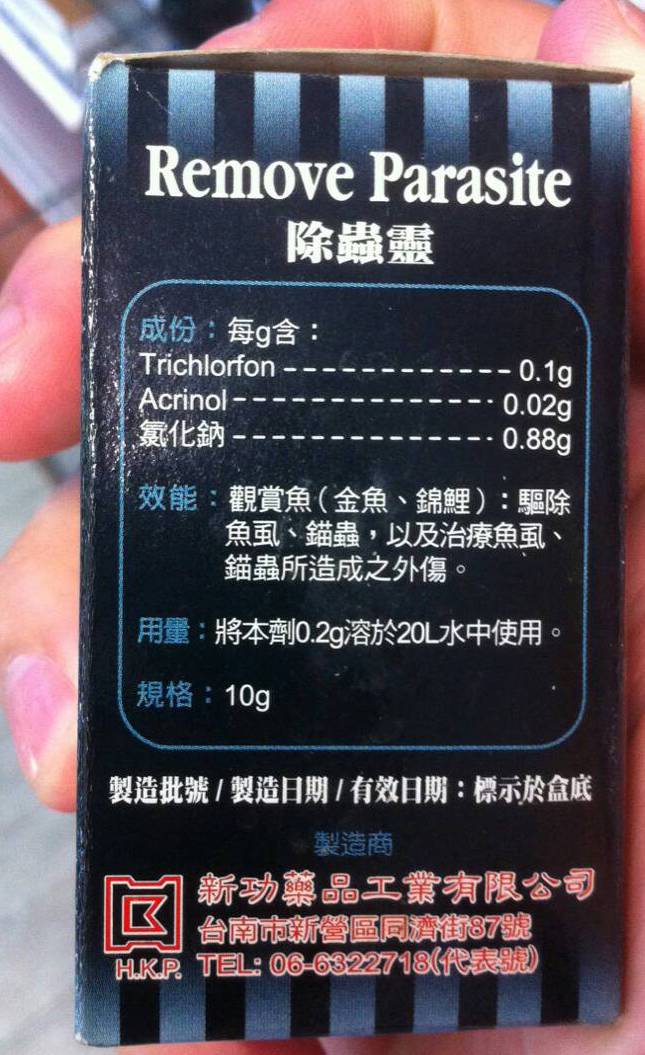 Remove Parasite
除蟲靈
成份：每g含：
Trichlorfon ------------ 0.1g
Acrinol -------------- 0.02g
氯化鈉 -------------- 0.88g
效能：觀賞魚（金魚、錦鯉）：驅除
魚虱、錨蟲，以及治療魚虱、
錨蟲所造成之外傷。
用量：將本劑0.2g溶於20L水中使用。
規格：10g
製造批號 / 製造日期 / 有效日期：標示於盒底
製造商
新功藥品工業有限公司
台南市新營區同濟街87號
H.K.P. TEL: 06-6322718(代表號)